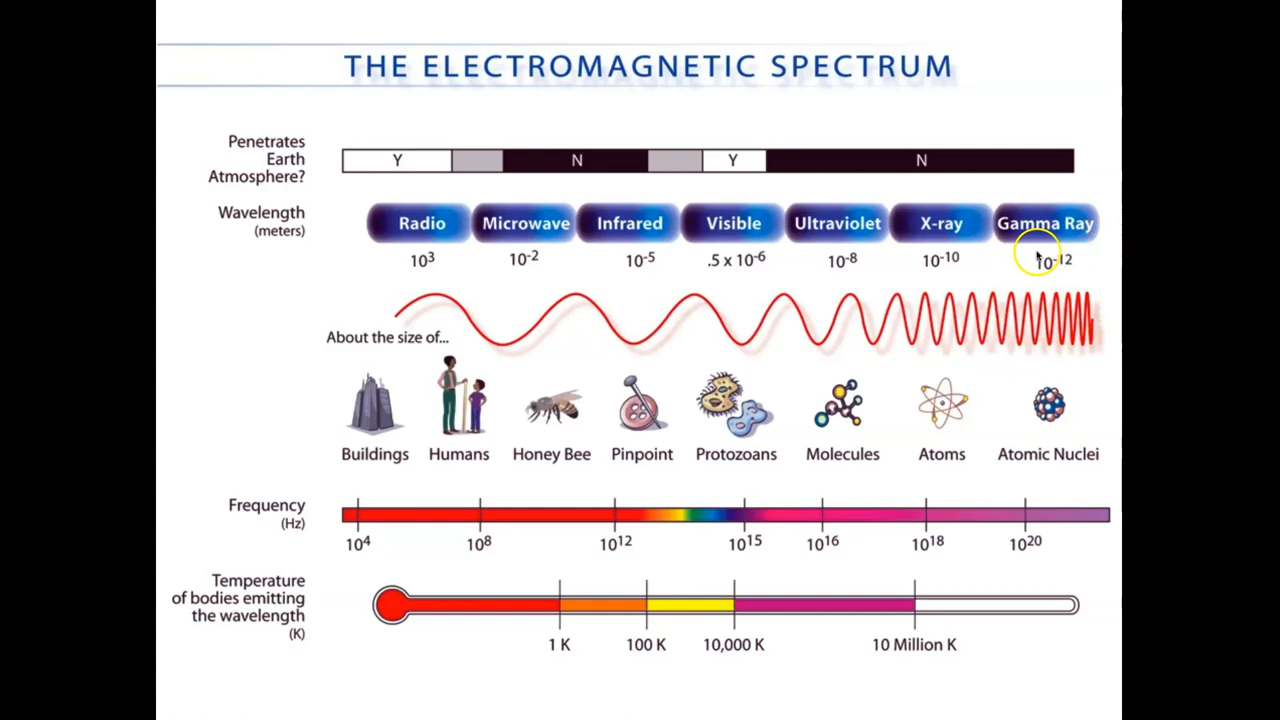 THE ELECTROMAGNETIC SPECTRUM
Penetrates
Earth
Atmosphere?
Y N Y N
Wavelength
(meters)
Radio Microwave Infrared Visible Ultraviolet X-ray Gamma Ray
10³ 10⁻² 10⁻⁵ .5 x 10⁻⁶ 10⁻⁸ 10⁻¹⁰ 10⁻¹²
About the size of...
Buildings Humans Honey Bee Pinpoint Protozoans Molecules Atoms Atomic Nuclei
Frequency
(Hz)
10⁴ 10⁸ 10¹² 10¹⁵ 10¹⁶ 10¹⁸ 10²⁰
Temperature
of bodies emitting
the wavelength
(K)
1 K 100 K 10,000 K 10 Million K